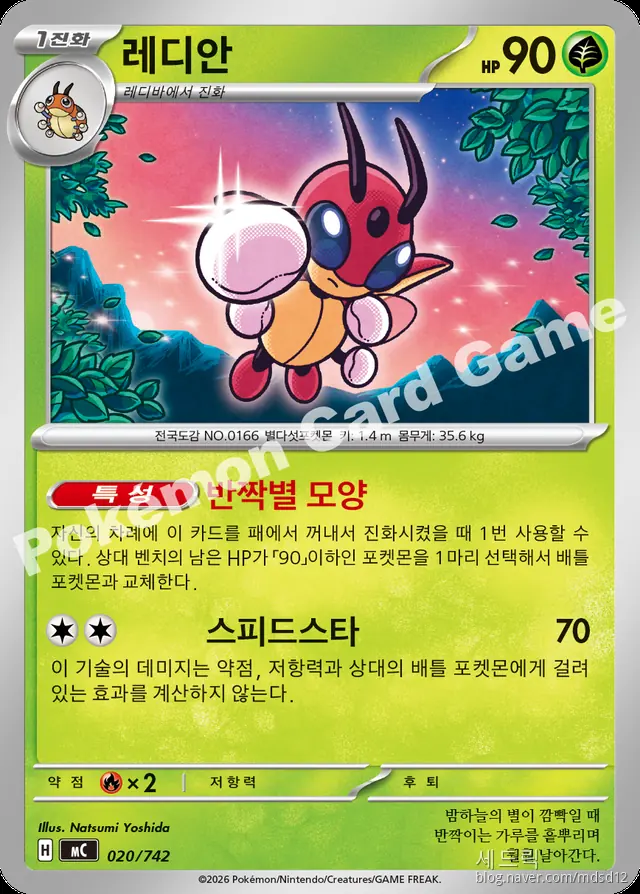 1진화
레디안
HP 90
레디바에서 진화
전국도감 NO.0166 별다섯포켓몬 키: 1.4 m 몸무게: 35.6 kg
특성 반짝별 모양
자신의 차례에 이 카드를 패에서 꺼내서 진화시켰을 때 1번 사용할 수
있다. 상대 벤치의 남은 HP가 「90」이하인 포켓몬을 1마리 선택해서 배틀
포켓몬과 교체한다.
스피드스타 70
이 기술의 데미지는 약점, 저항력과 상대의 배틀 포켓몬에게 걸려
있는 효과를 계산하지 않는다.
약점 ×2 저항력 후퇴
밤하늘의 별이 깜빡일 때
반짝이는 가루를 흩뿌리며
날아간다.
Illus. Natsumi Yoshida
H MC 020/742
©2026 Pokémon/Nintendo/Creatures/GAME FREAK.
Pokémon Card Game
세드릭
blog.naver.com/mdsd12